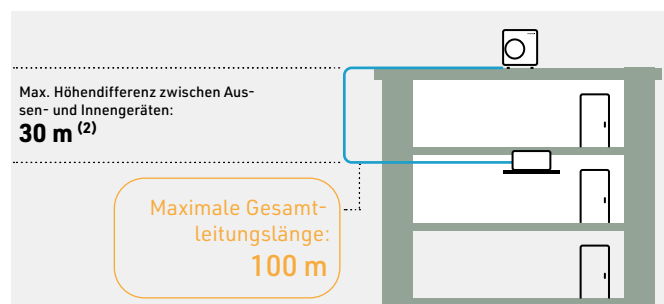 Max. Höhendifferenz zwischen Aus-
sen- und Innengeräten:
30 m (2)
Maximale Gesamt-
leitungslänge:
100 m